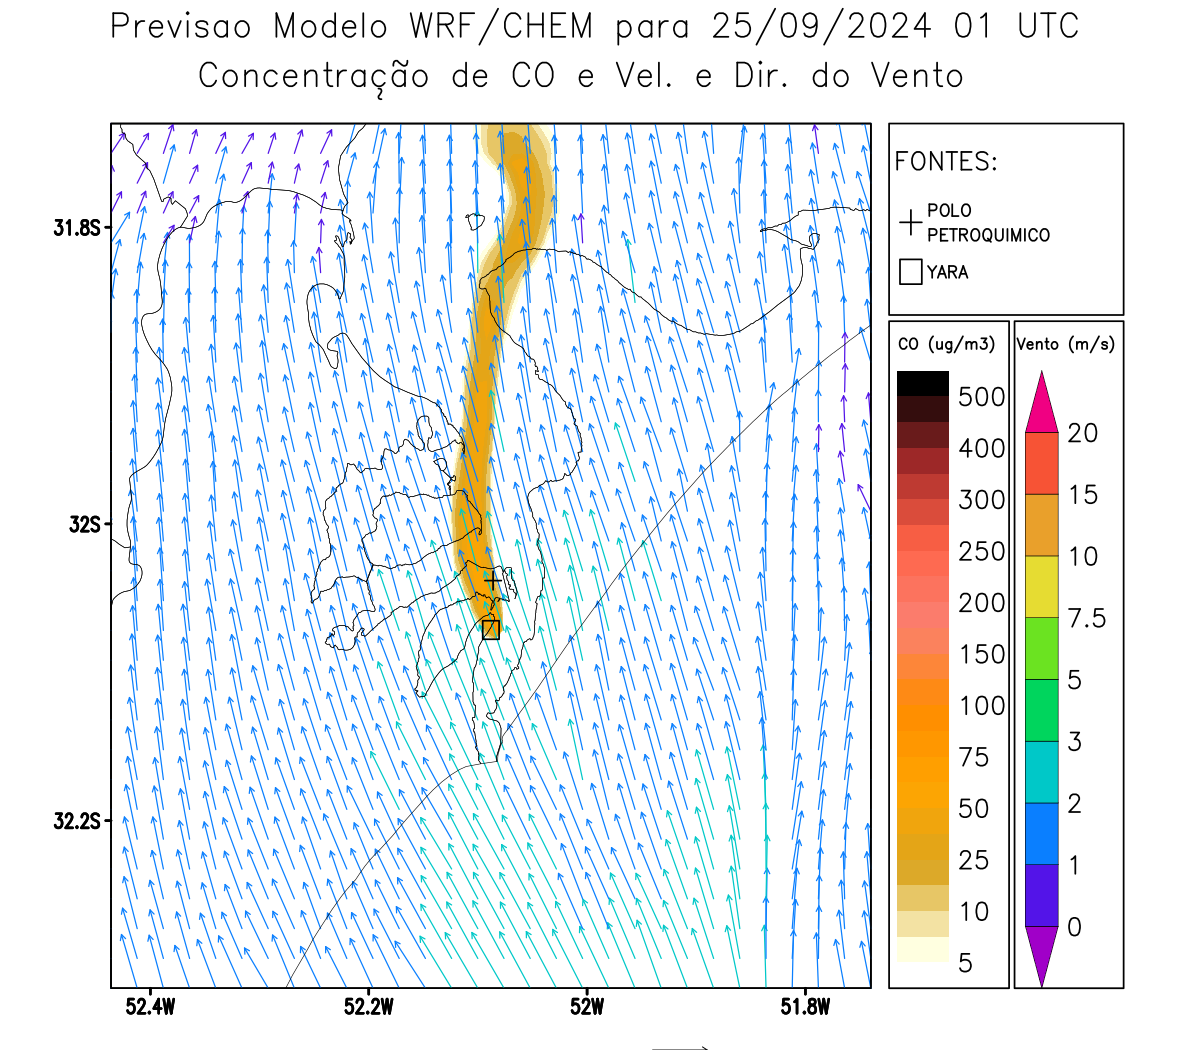 Previsao Modelo WRF/CHEM para 25/09/2024 01 UTC
Concentração de CO e Vel. e Dir. do Vento
FONTES:
POLO
PETROQUIMICO
YARA
CO (ug/m3)
500
400
300
250
200
150
100
75
50
25
10
5
Vento (m/s)
20
15
10
7.5
5
3
2
1
0
31.8S
32S
32.2S
52.4W
52.2W
52W
51.8W